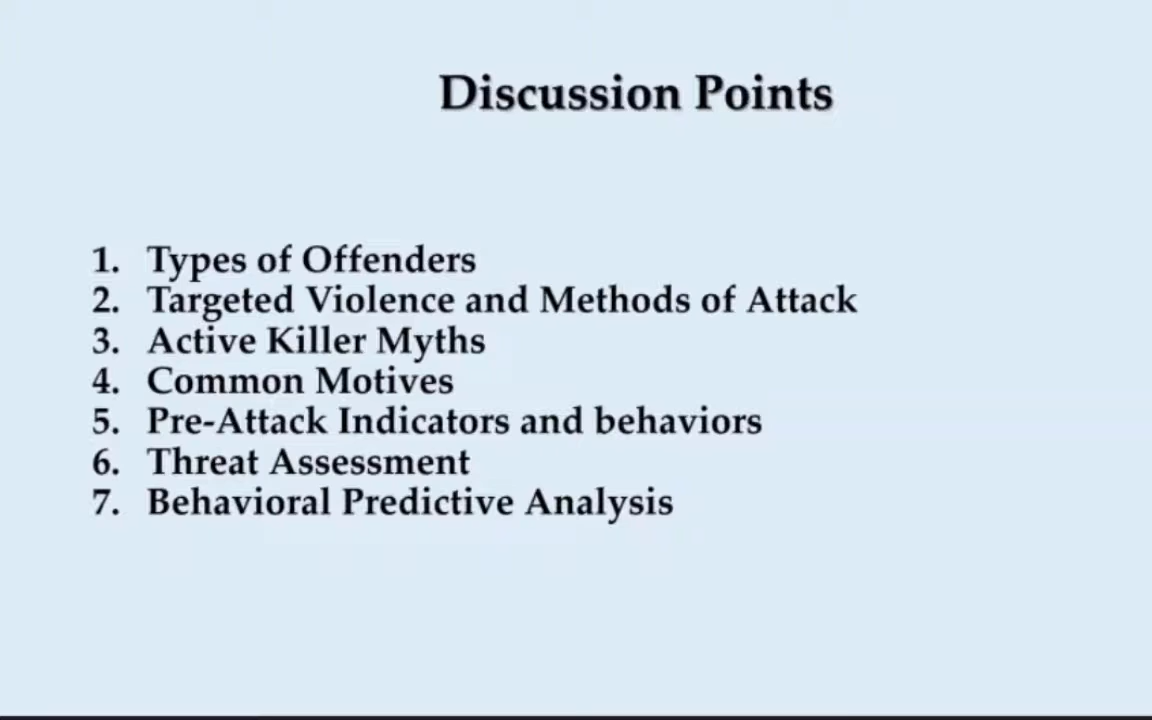 Discussion Points
1. Types of Offenders
2. Targeted Violence and Methods of Attack
3. Active Killer Myths
4. Common Motives
5. Pre-Attack Indicators and behaviors
6. Threat Assessment
7. Behavioral Predictive Analysis